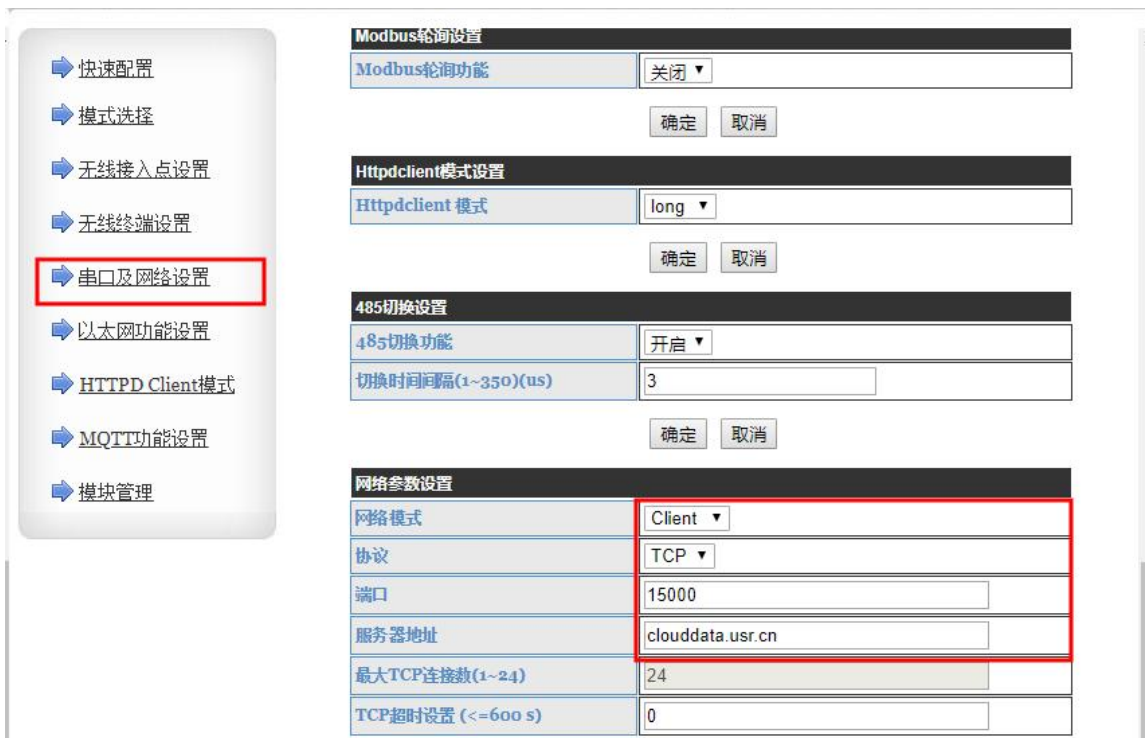 快速配置
模式选择
无线接入点设置
无线终端设置
串口及网络设置
以太网功能设置
HTTPD Client模式
MQTT功能设置
模块管理
Modbus轮询设置
Modbus轮询功能 关闭
确定 取消
Httpdclient模式设置
Httpdclient 模式 long
确定 取消
485切换设置
485切换功能 开启
切换时间间隔(1~350)(us) 3
确定 取消
网络参数设置
网络模式 Client
协议 TCP
端口 15000
服务器地址 clouddata.usr.cn
最大TCP连接数(1~24) 24
TCP超时设置 (<=600 s) 0